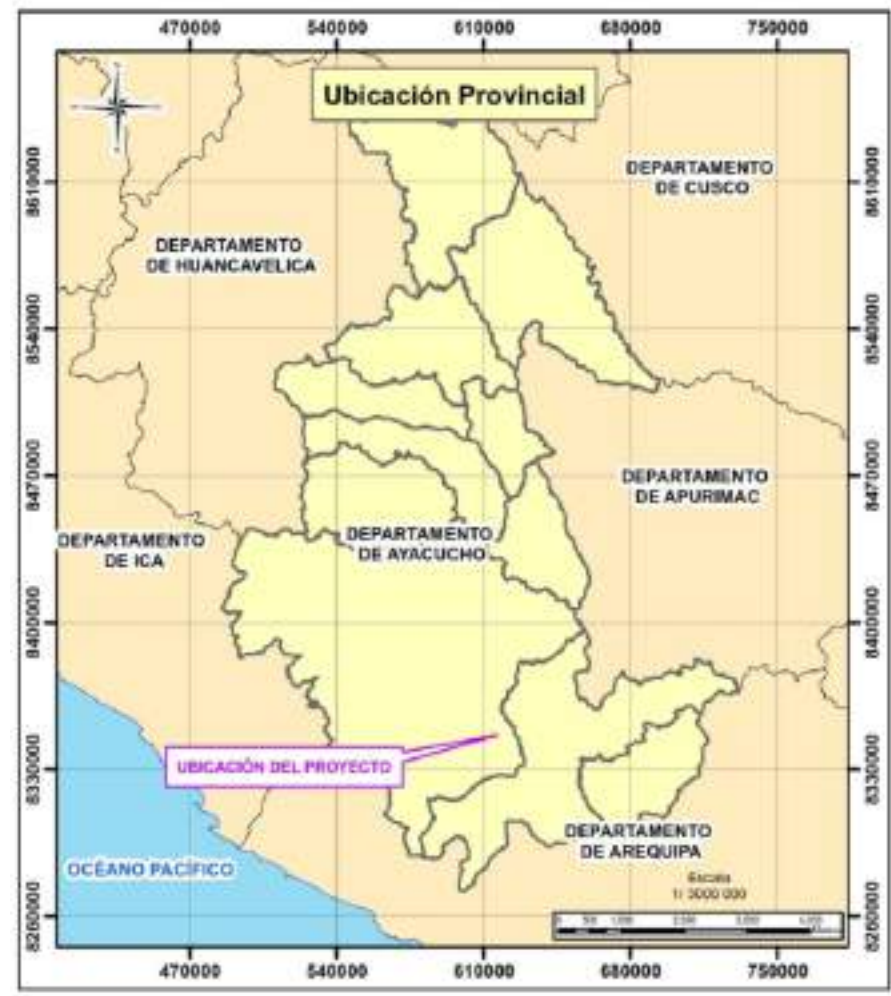 470000 540000 610000 680000 750000
Ubicación Provincial
DEPARTAMENTO
DE CUSCO
DEPARTAMENTO
DE HUANCAVELICA
DEPARTAMENTO
DE APURIMAC
DEPARTAMENTO
DE ICA
DEPARTAMENTO
DE AYACUCHO
UBICACIÓN DEL PROYECTO
DEPARTAMENTO
DE AREQUIPA
OCÉANO PACÍFICO
Escala
1/ 3000 000
8610000
8540000
8470000
8400000
8330000
8260000
8610000
8540000
8470000
8400000
8330000
8260000
470000 540000 610000 680000 750000